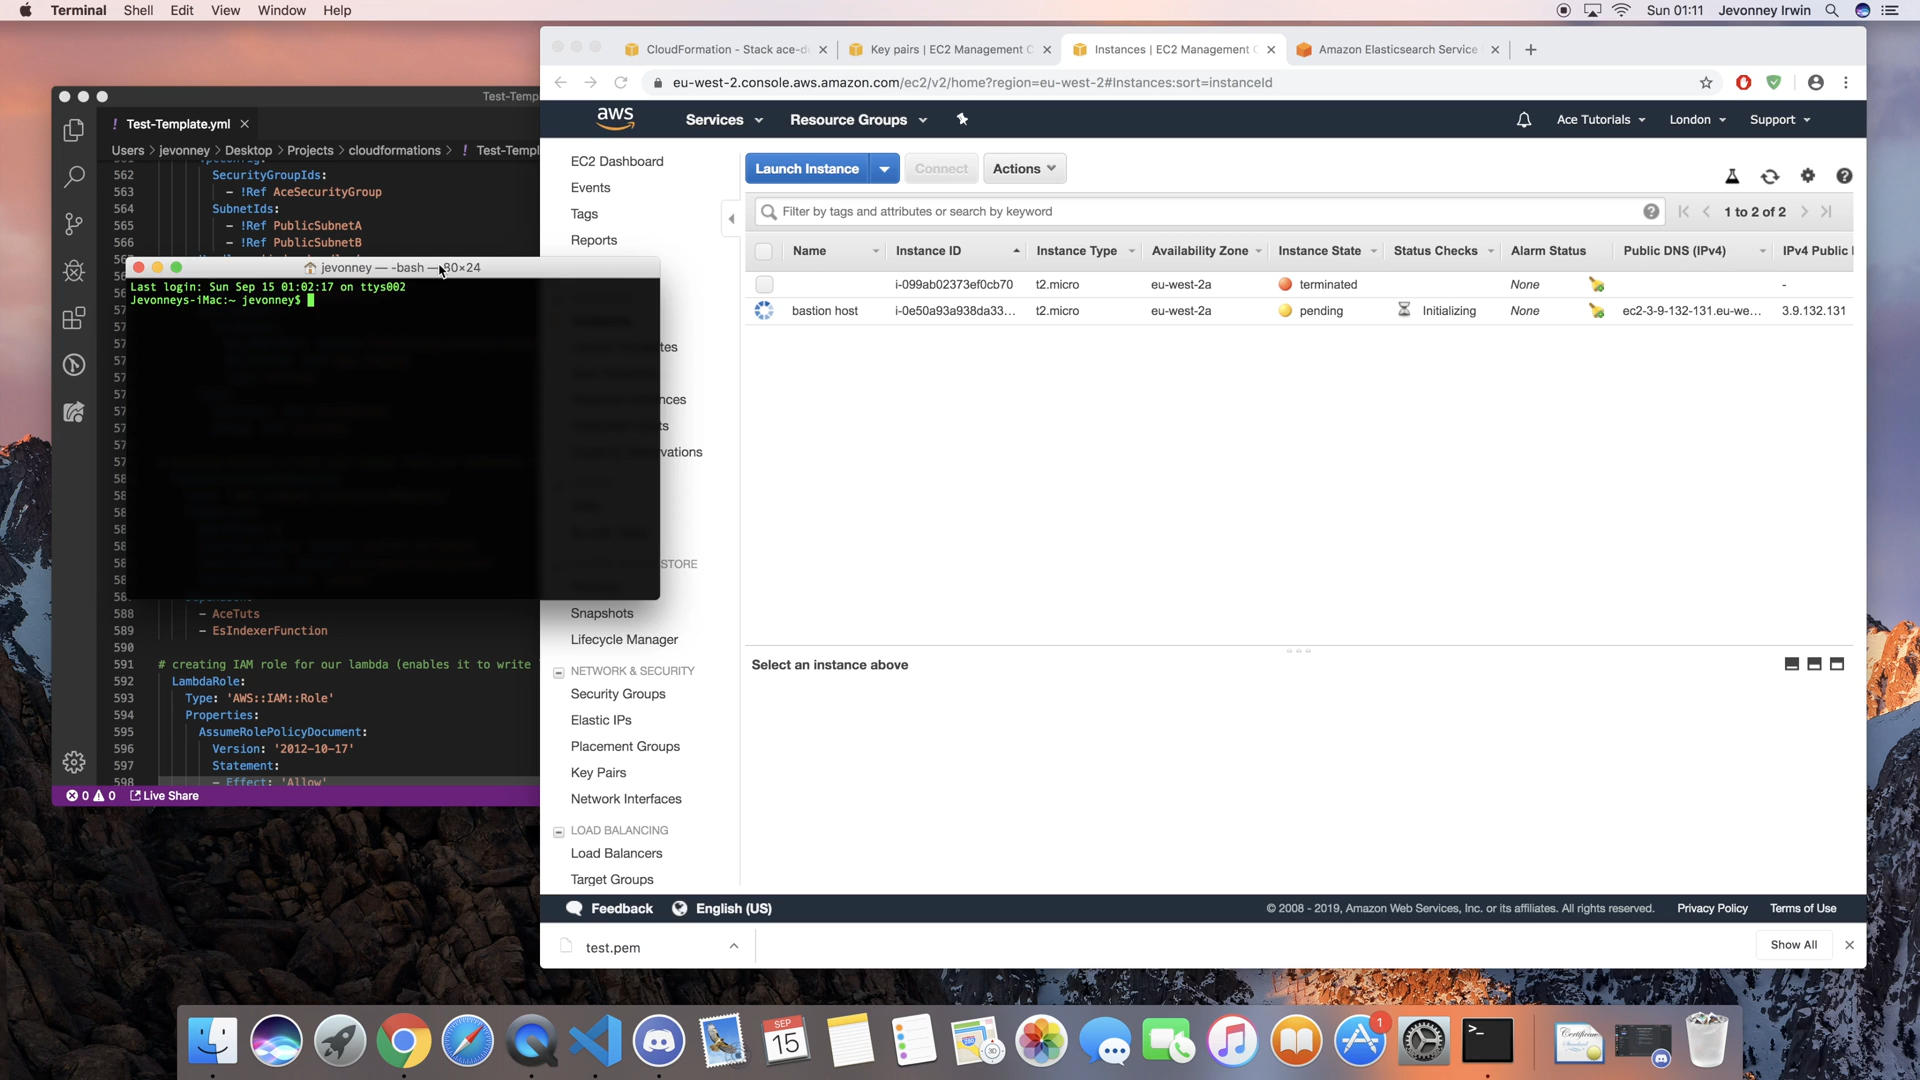 Terminal Shell Edit View Window Help
Sun 01:11 Jevonney Irwin
CloudFormation - Stack ace-d
Key pairs | EC2 Management C
Instances | EC2 Management C
Amazon Elasticsearch Service
eu-west-2.console.aws.amazon.com/ec2/v2/home?region=eu-west-2#Instances:sort=instanceId
aws Services Resource Groups Ace Tutorials London Support
Test-Temp
! Test-Template.yml
Users > jevonney > Desktop > Projects > cloudformations > ! Test-Templ
562 SecurityGroupIds:
563 - !Ref AceSecurityGroup
564 SubnetIds:
565 - !Ref PublicSubnetA
566 - !Ref PublicSubnetB
jevonney — -bash — 80×24
Last login: Sun Sep 15 01:02:17 on ttys002
Jevonneys-iMac:~ jevonney$
588 - AceTuts
589 - EsIndexerFunction
590
591 # creating IAM role for our lambda (enables it to write
592 LambdaRole:
593 Type: 'AWS::IAM::Role'
594 Properties:
595 AssumeRolePolicyDocument:
596 Version: '2012-10-17'
597 Statement:
598 - Effect: 'Allow'
0 0 Live Share
EC2 Dashboard
Events
Tags
Reports
tes
nces
ts
vations
STORE
Snapshots
Lifecycle Manager
NETWORK & SECURITY
Security Groups
Elastic IPs
Placement Groups
Key Pairs
Network Interfaces
LOAD BALANCING
Load Balancers
Target Groups
Launch Instance Connect Actions
Filter by tags and attributes or search by keyword
1 to 2 of 2
Name Instance ID Instance Type Availability Zone Instance State Status Checks Alarm Status Public DNS (IPv4) IPv4 Public I
i-099ab02373ef0cb70 t2.micro eu-west-2a terminated None -
bastion host i-0e50a93a938da33... t2.micro eu-west-2a pending Initializing None ec2-3-9-132-131.eu-we... 3.9.132.131
Select an instance above
Feedback English (US)
© 2008 - 2019, Amazon Web Services, Inc. or its affiliates. All rights reserved. Privacy Policy Terms of Use
test.pem
Show All
SEP
15
1